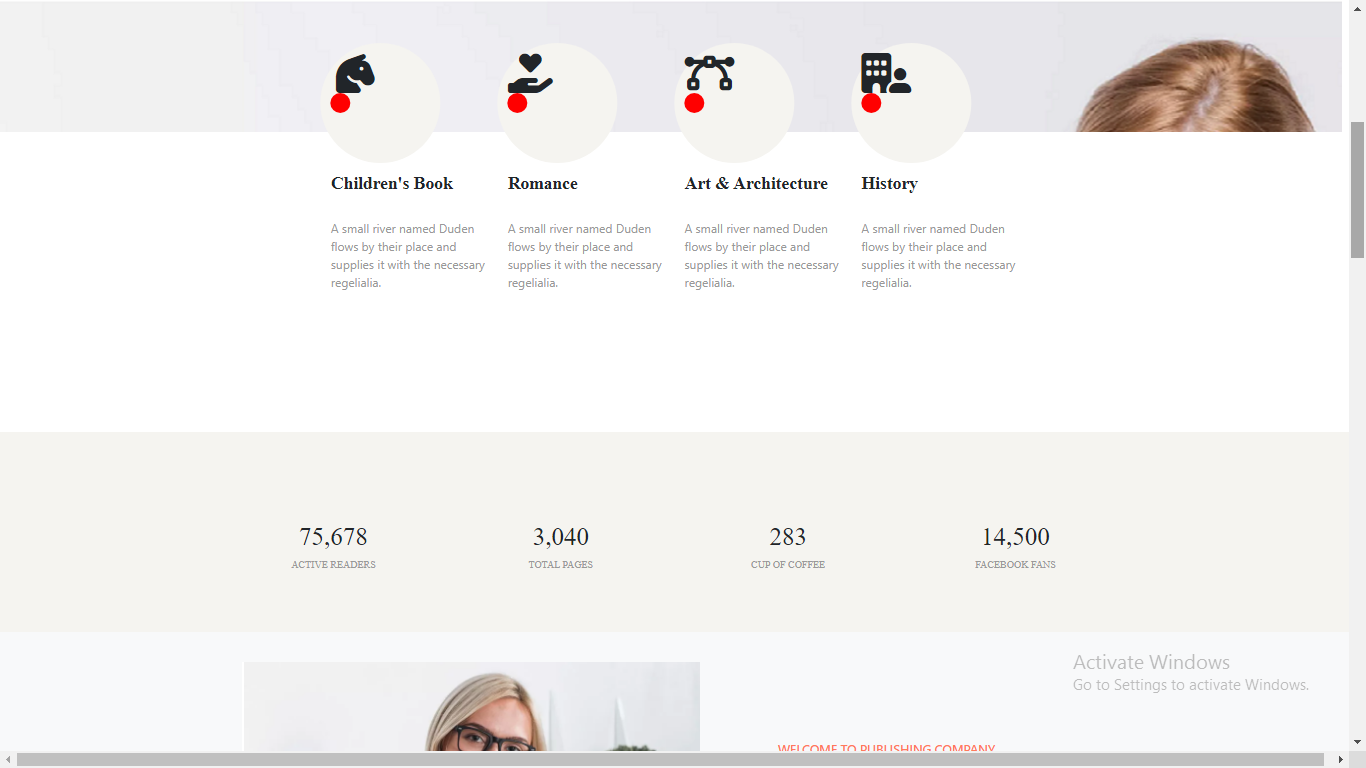 Children's Book
Romance
Art & Architecture
History
A small river named Duden
flows by their place and
supplies it with the necessary
regelialia.
A small river named Duden
flows by their place and
supplies it with the necessary
regelialia.
A small river named Duden
flows by their place and
supplies it with the necessary
regelialia.
A small river named Duden
flows by their place and
supplies it with the necessary
regelialia.
75,678
ACTIVE READERS
3,040
TOTAL PAGES
283
CUP OF COFFEE
14,500
FACEBOOK FANS
Activate Windows
Go to Settings to activate Windows.
WELCOME TO PUBLISHING COMPANY